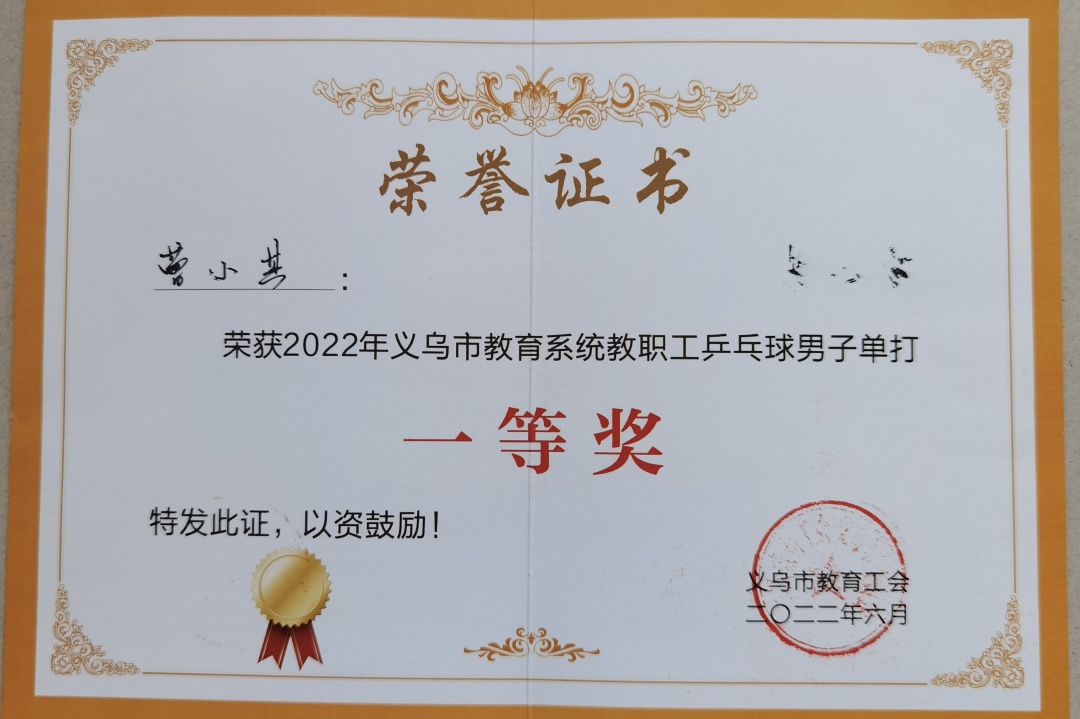 荣誉证书
曹小其：
荣获2022年义乌市教育系统教职工乒乓球男子单打
一等奖
特发此证，以资鼓励！
义乌市教育工会
二〇二二年六月